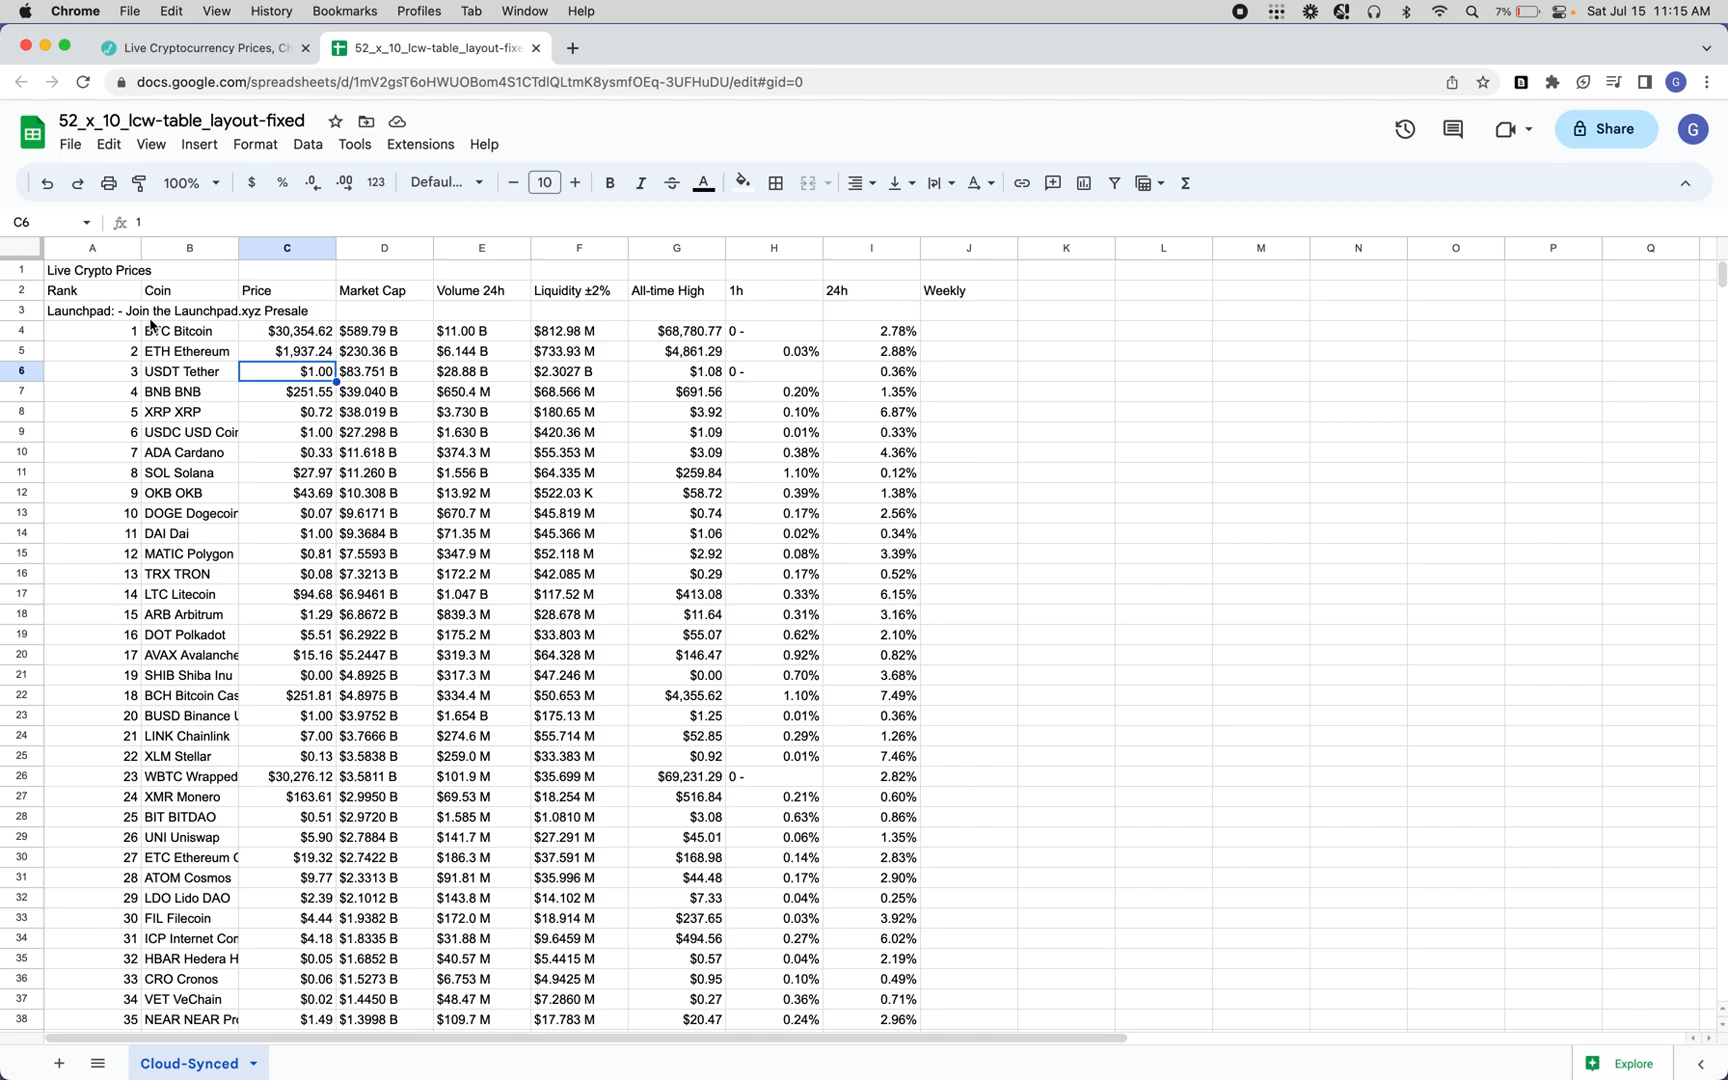 Chrome File Edit View History Bookmarks Profiles Tab Window Help 7% Sat Jul 15 11:15 AM
Live Cryptocurrency Prices, Ch 52_x_10_lcw-table_layout-fixe
docs.google.com/spreadsheets/d/1mV2gsT6oHWUOBom4S1CTdlQLtmK8ysmfOEq-3UFHuDU/edit#gid=0 G
52_x_10_lcw-table_layout-fixed
File Edit View Insert Format Data Tools Extensions Help Share G
100% $ % .0 .00 123 Defaul... 10 B I A
C6 fx 1
A B C D E F G H I J K L M N O P Q
1 Live Crypto Prices
2 Rank Coin Price Market Cap Volume 24h Liquidity ±2% All-time High 1h 24h Weekly
3 Launchpad: - Join the Launchpad.xyz Presale
4 1 BTC Bitcoin $30,354.62 $589.79 B $11.00 B $812.98 M $68,780.77 0 - 2.78%
5 2 ETH Ethereum $1,937.24 $230.36 B $6.144 B $733.93 M $4,861.29 0.03% 2.88%
6 3 USDT Tether $1.00 $83.751 B $28.88 B $2.3027 B $1.08 0 - 0.36%
7 4 BNB BNB $251.55 $39.040 B $650.4 M $68.566 M $691.56 0.20% 1.35%
8 5 XRP XRP $0.72 $38.019 B $3.730 B $180.65 M $3.92 0.10% 6.87%
9 6 USDC USD Coin $1.00 $27.298 B $1.630 B $420.36 M $1.09 0.01% 0.33%
10 7 ADA Cardano $0.33 $11.618 B $374.3 M $55.353 M $3.09 0.38% 4.36%
11 8 SOL Solana $27.97 $11.260 B $1.556 B $64.335 M $259.84 1.10% 0.12%
12 9 OKB OKB $43.69 $10.308 B $13.92 M $522.03 K $58.72 0.39% 1.38%
13 10 DOGE Dogecoin $0.07 $9.6171 B $670.7 M $45.819 M $0.74 0.17% 2.56%
14 11 DAI Dai $1.00 $9.3684 B $71.35 M $45.366 M $1.06 0.02% 0.34%
15 12 MATIC Polygon $0.81 $7.5593 B $347.9 M $52.118 M $2.92 0.08% 3.39%
16 13 TRX TRON $0.08 $7.3213 B $172.2 M $42.085 M $0.29 0.17% 0.52%
17 14 LTC Litecoin $94.68 $6.9461 B $1.047 B $117.52 M $413.08 0.33% 6.15%
18 15 ARB Arbitrum $1.29 $6.8672 B $839.3 M $28.678 M $11.64 0.31% 3.16%
19 16 DOT Polkadot $5.51 $6.2922 B $175.2 M $33.803 M $55.07 0.62% 2.10%
20 17 AVAX Avalanche $15.16 $5.2447 B $319.3 M $64.328 M $146.47 0.92% 0.82%
21 19 SHIB Shiba Inu $0.00 $4.8925 B $317.3 M $47.246 M $0.00 0.70% 3.68%
22 18 BCH Bitcoin Cas $251.81 $4.8975 B $334.4 M $50.653 M $4,355.62 1.10% 7.49%
23 20 BUSD Binance U $1.00 $3.9752 B $1.654 B $175.13 M $1.25 0.01% 0.36%
24 21 LINK Chainlink $7.00 $3.7666 B $274.6 M $55.714 M $52.85 0.29% 1.26%
25 22 XLM Stellar $0.13 $3.5838 B $259.0 M $33.383 M $0.92 0.01% 7.46%
26 23 WBTC Wrapped $30,276.12 $3.5811 B $101.9 M $35.699 M $69,231.29 0 - 2.82%
27 24 XMR Monero $163.61 $2.9950 B $69.53 M $18.254 M $516.84 0.21% 0.60%
28 25 BIT BITDAO $0.51 $2.9720 B $1.585 M $1.0810 M $3.08 0.63% 0.86%
29 26 UNI Uniswap $5.90 $2.7884 B $141.7 M $27.291 M $45.01 0.06% 1.35%
30 27 ETC Ethereum C $19.32 $2.7422 B $186.3 M $37.591 M $168.98 0.14% 2.83%
31 28 ATOM Cosmos $9.77 $2.3313 B $91.81 M $35.996 M $44.48 0.17% 2.90%
32 29 LDO Lido DAO $2.39 $2.1012 B $143.8 M $14.102 M $7.33 0.04% 0.25%
33 30 FIL Filecoin $4.44 $1.9382 B $172.0 M $18.914 M $237.65 0.03% 3.92%
34 31 ICP Internet Con $4.18 $1.8335 B $31.88 M $9.6459 M $494.56 0.27% 6.02%
35 32 HBAR Hedera H $0.05 $1.6852 B $40.57 M $5.4415 M $0.57 0.04% 2.19%
36 33 CRO Cronos $0.06 $1.5273 B $6.753 M $4.9425 M $0.95 0.10% 0.49%
37 34 VET VeChain $0.02 $1.4450 B $48.47 M $7.2860 M $0.27 0.36% 0.71%
38 35 NEAR NEAR Pro $1.49 $1.3998 B $109.7 M $17.783 M $20.47 0.24% 2.96%
Cloud-Synced Explore